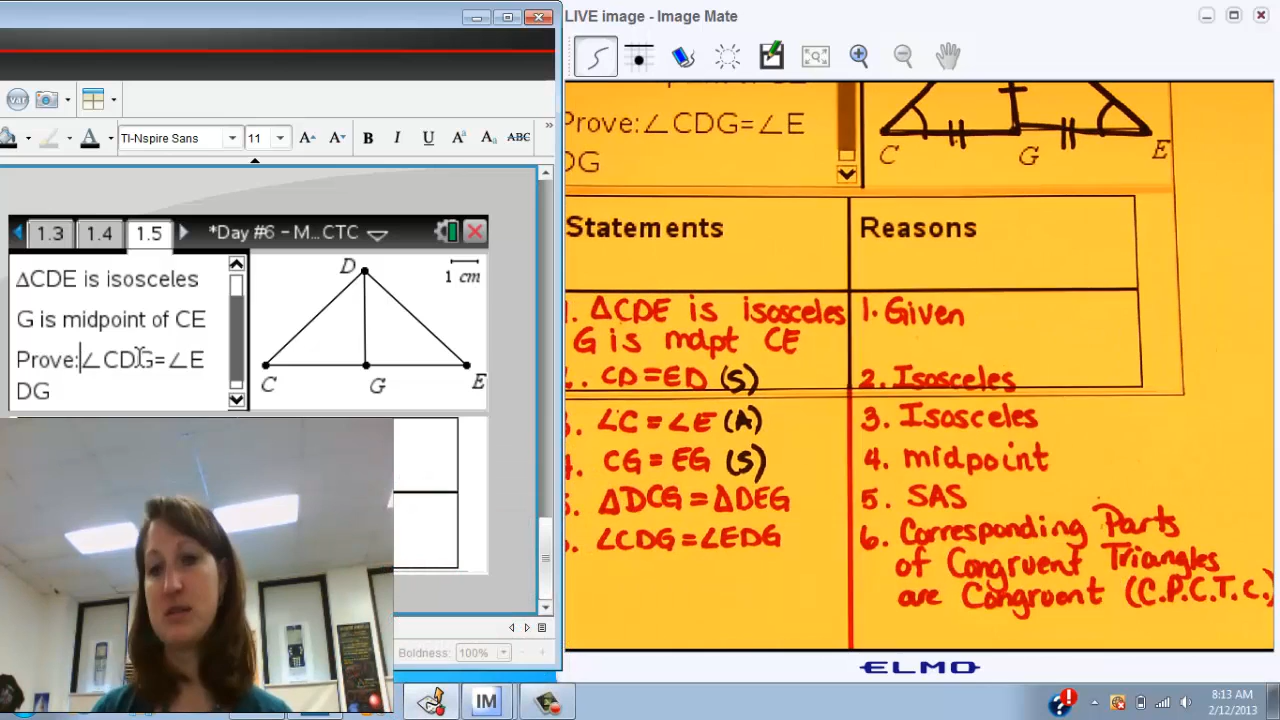 LIVE image - Image Mate
TI-Nspire Sans
11
B I U A A ABC
Prove:∠CDG=∠E
DG
C G E
1.3 1.4 1.5 *Day #6 – M...CTC
ΔCDE is isosceles
G is midpoint of CE
Prove:∠CDG=∠E
DG
D
1 cm
C G E
Statements Reasons
1. ΔCDE is isosceles 1. Given
G is mdpt CE
2. CD=ED (S) 2. Isosceles
3. ∠C = ∠E (A) 3. Isosceles
4. CG = EG (S) 4. midpoint
5. ΔDCG = ΔDEG 5. SAS
6. ∠CDG = ∠EDG 6. Corresponding Parts
of Congruent Triangles
are Congruent (C.P.C.T.C.)
Boldness: 100%
ELMO
IM
8:13 AM
2/12/2013